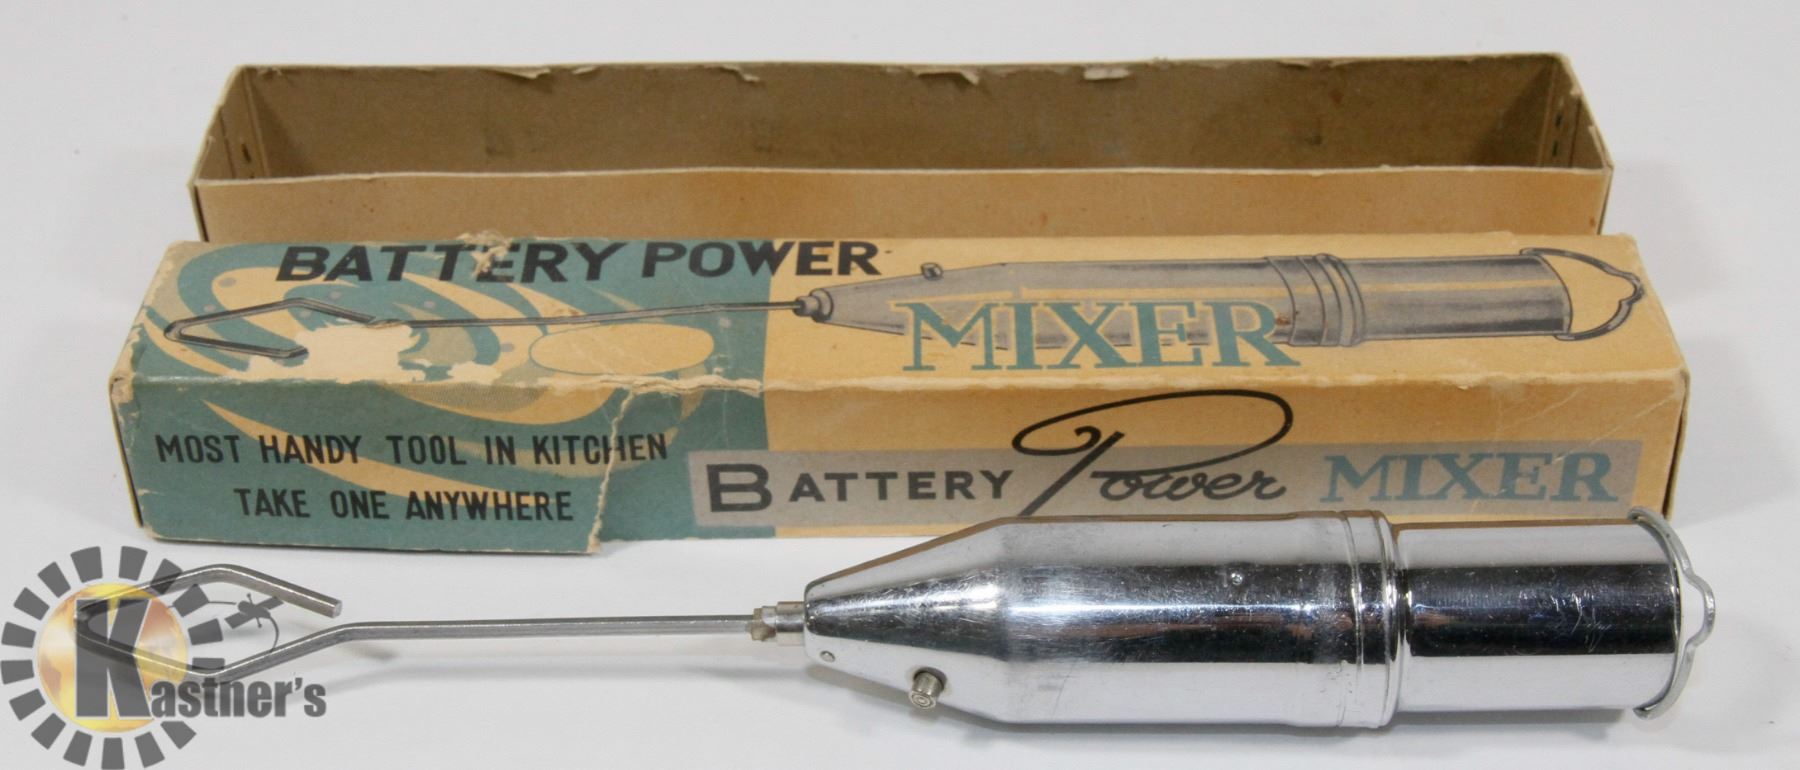 BATTERY POWER
MIXER
MOST HANDY TOOL IN KITCHEN
TAKE ONE ANYWHERE
BATTERY Power MIXER
Kastner's